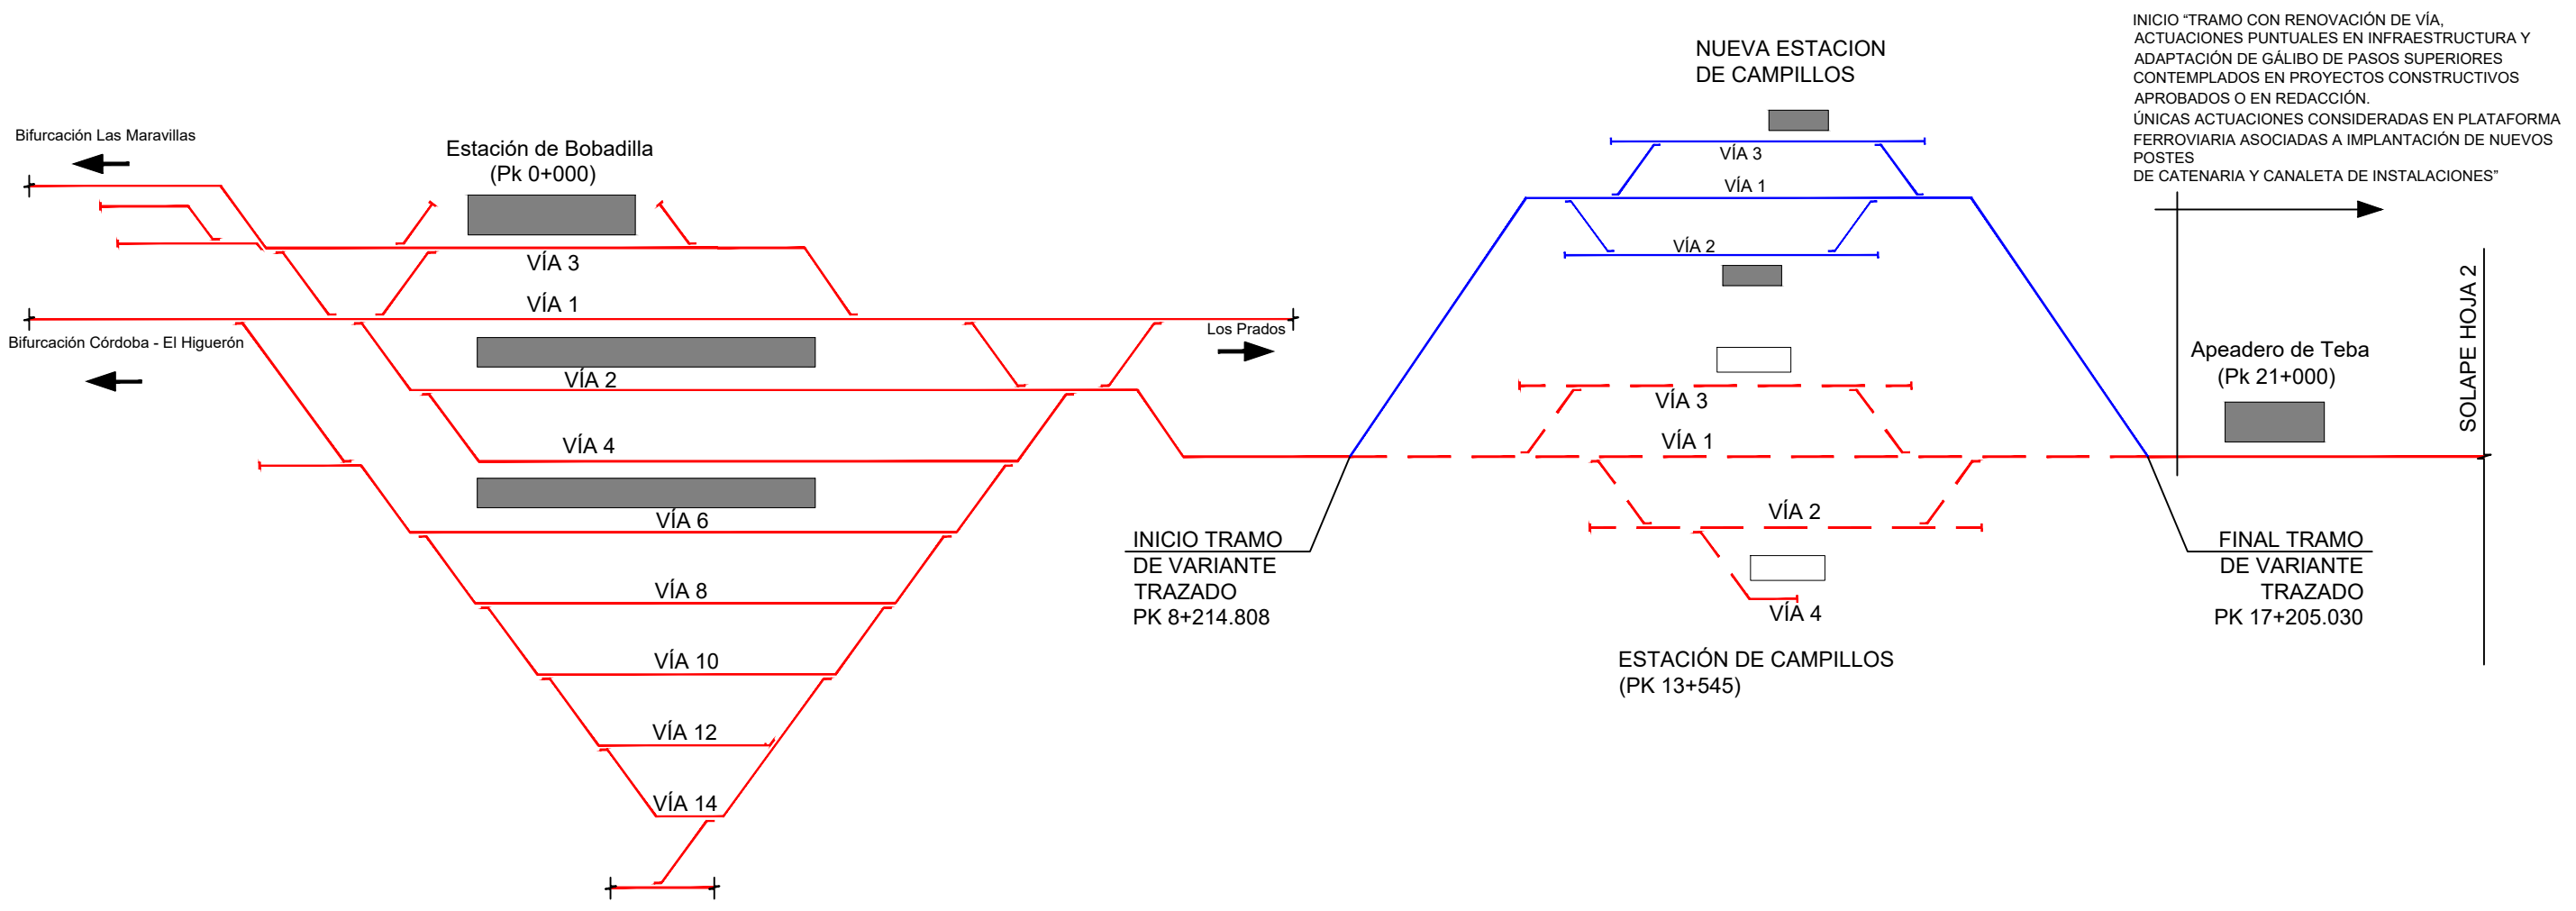 Bifurcación Las Maravillas
Estación de Bobadilla
(Pk 0+000)
VÍA 3
VÍA 1
Bifurcación Córdoba - El Higuerón
Los Prados
VÍA 2
VÍA 4
VÍA 6
VÍA 8
VÍA 10
VÍA 12
VÍA 14
NUEVA ESTACION
DE CAMPILLOS
VÍA 3
VÍA 1
VÍA 2
VÍA 3
VÍA 1
VÍA 2
VÍA 4
ESTACIÓN DE CAMPILLOS
(PK 13+545)
INICIO TRAMO
DE VARIANTE
TRAZADO
PK 8+214.808
INICIO “TRAMO CON RENOVACIÓN DE VÍA,
ACTUACIONES PUNTUALES EN INFRAESTRUCTURA Y
ADAPTACIÓN DE GÁLIBO DE PASOS SUPERIORES
CONTEMPLADOS EN PROYECTOS CONSTRUCTIVOS
APROBADOS O EN REDACCIÓN.
ÚNICAS ACTUACIONES CONSIDERADAS EN PLATAFORMA
FERROVIARIA ASOCIADAS A IMPLANTACIÓN DE NUEVOS
POSTES
DE CATENARIA Y CANALETA DE INSTALACIONES”
Apeadero de Teba
(Pk 21+000)
SOLAPE HOJA 2
FINAL TRAMO
DE VARIANTE
TRAZADO
PK 17+205.030